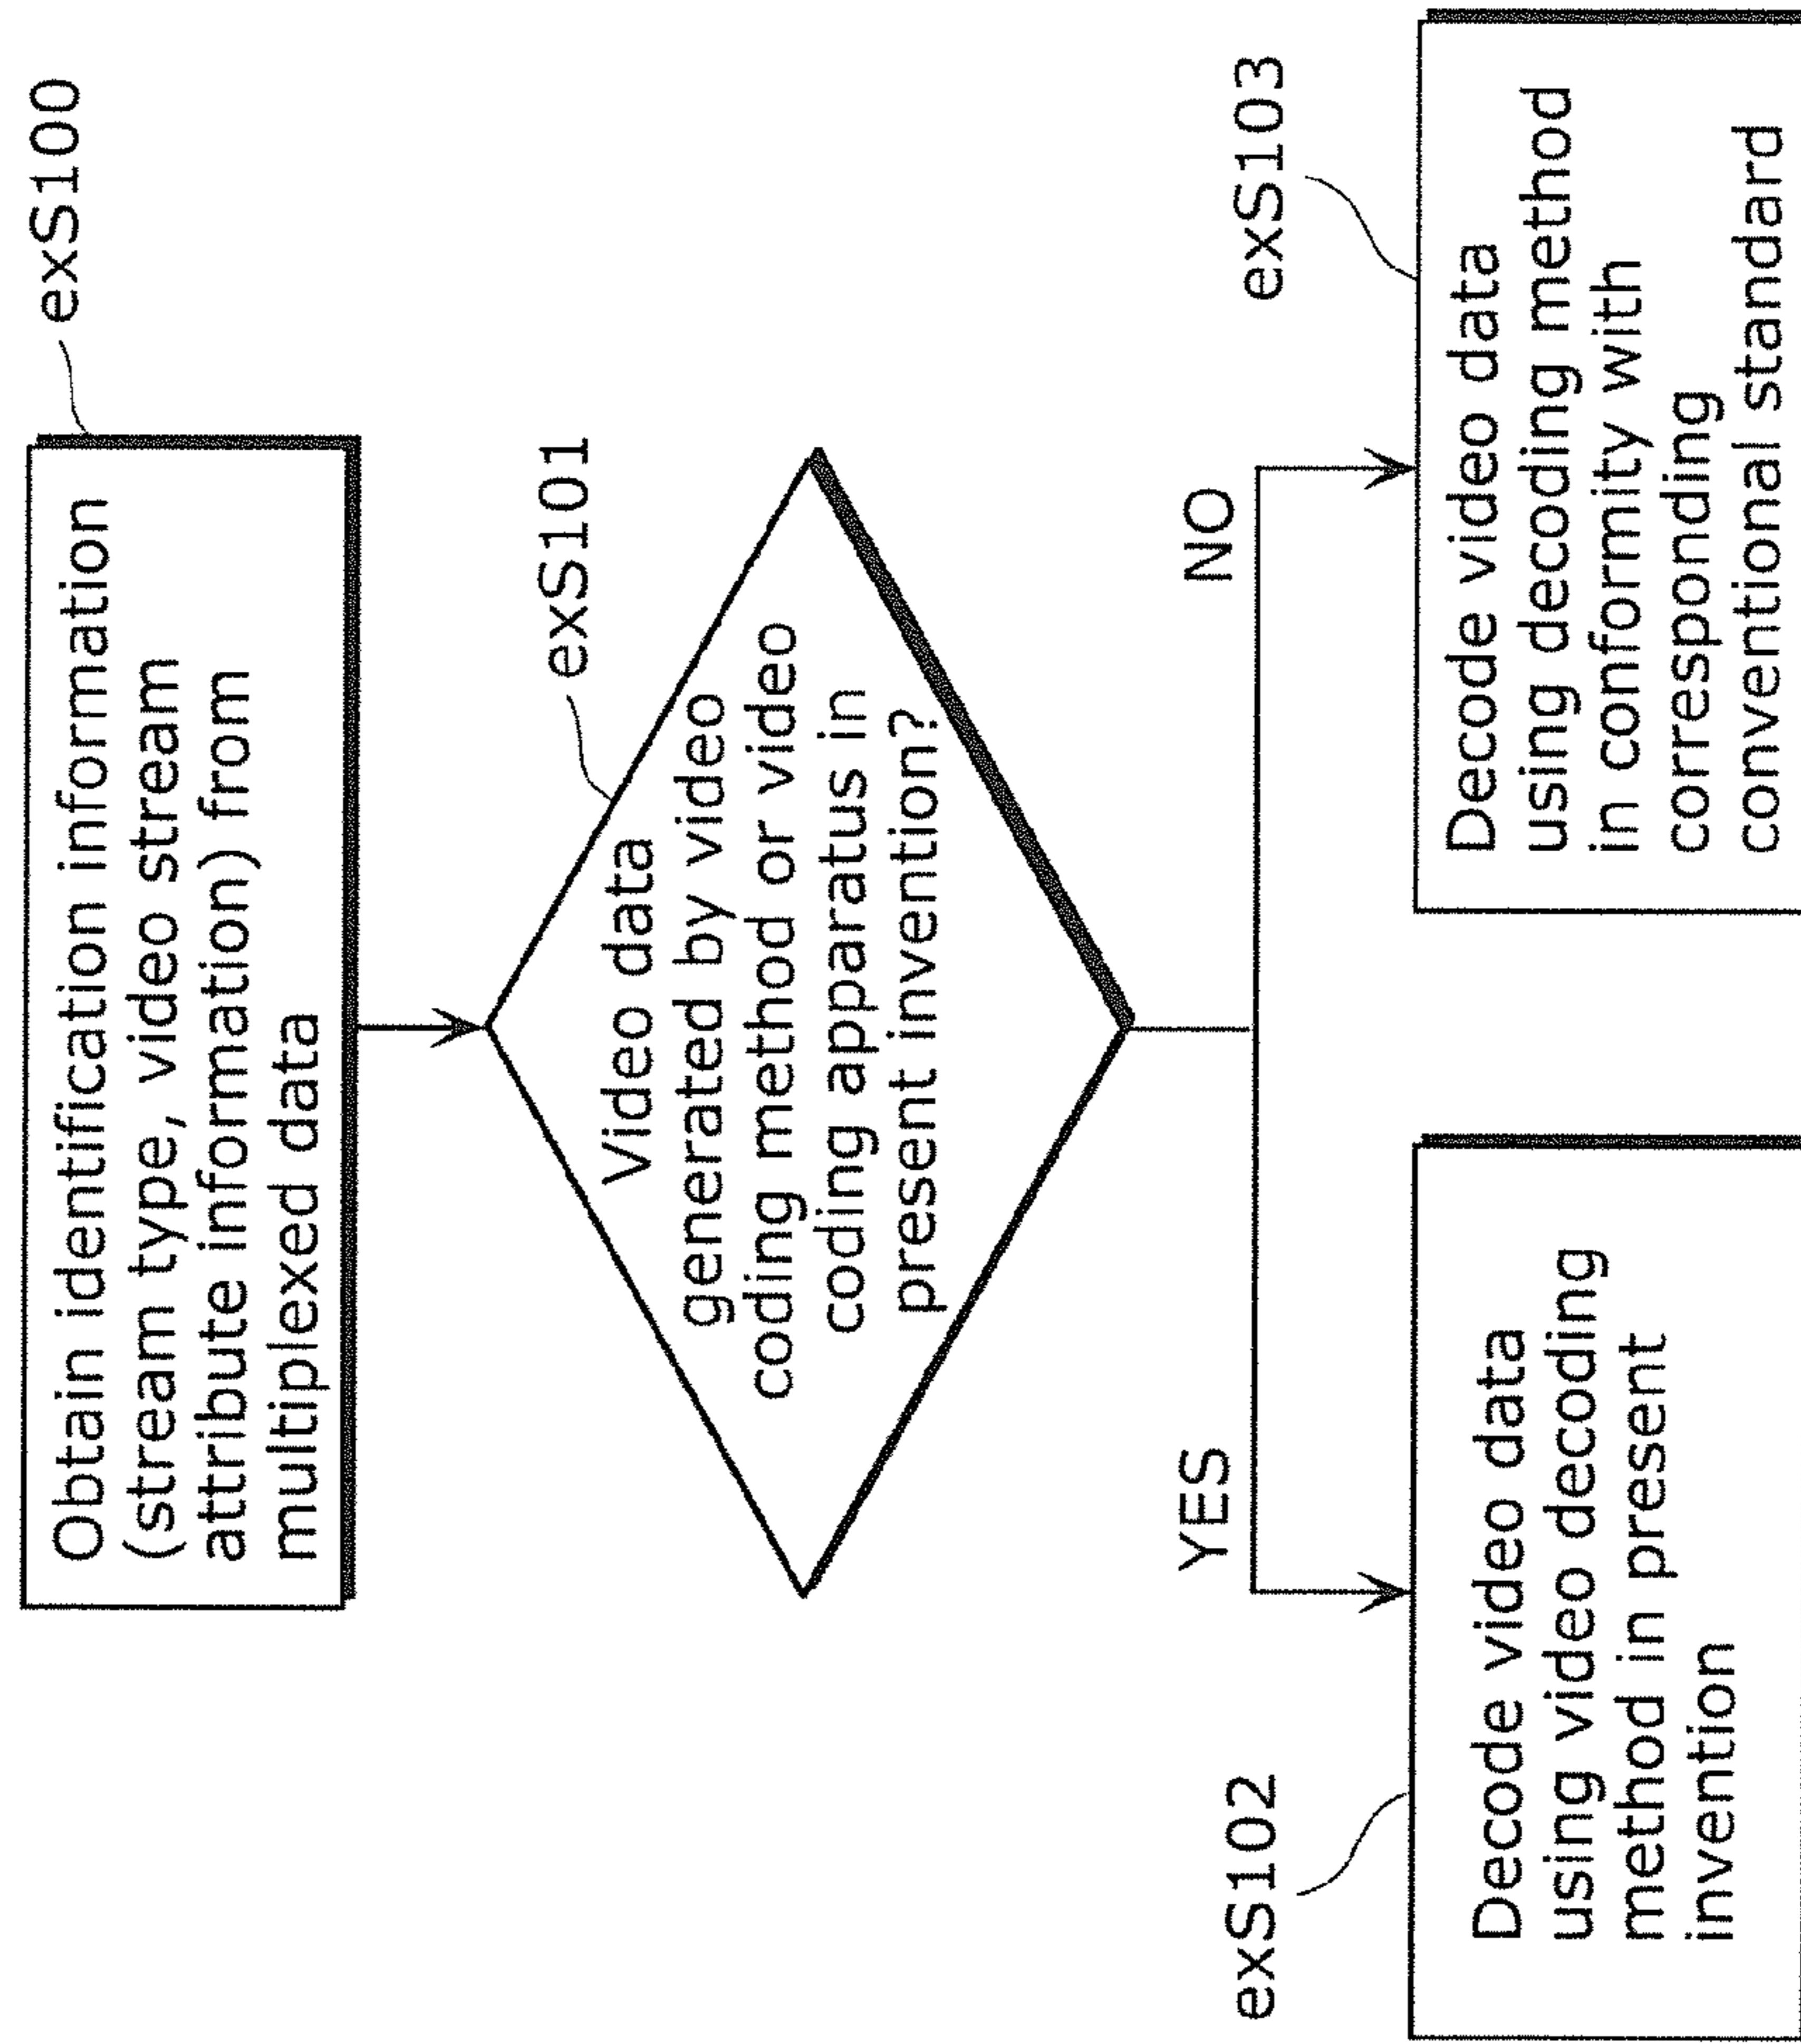 exS100
Obtain identification information
(stream type, video stream
attribute information) from
multiplexed data
exS101
Video data
generated by video
coding method or video
coding apparatus in
present invention?
YES
NO
exS102
Decode video data
using video decoding
method in present
invention
exS103
Decode video data
using decoding method
in conformity with
corresponding
conventional standard